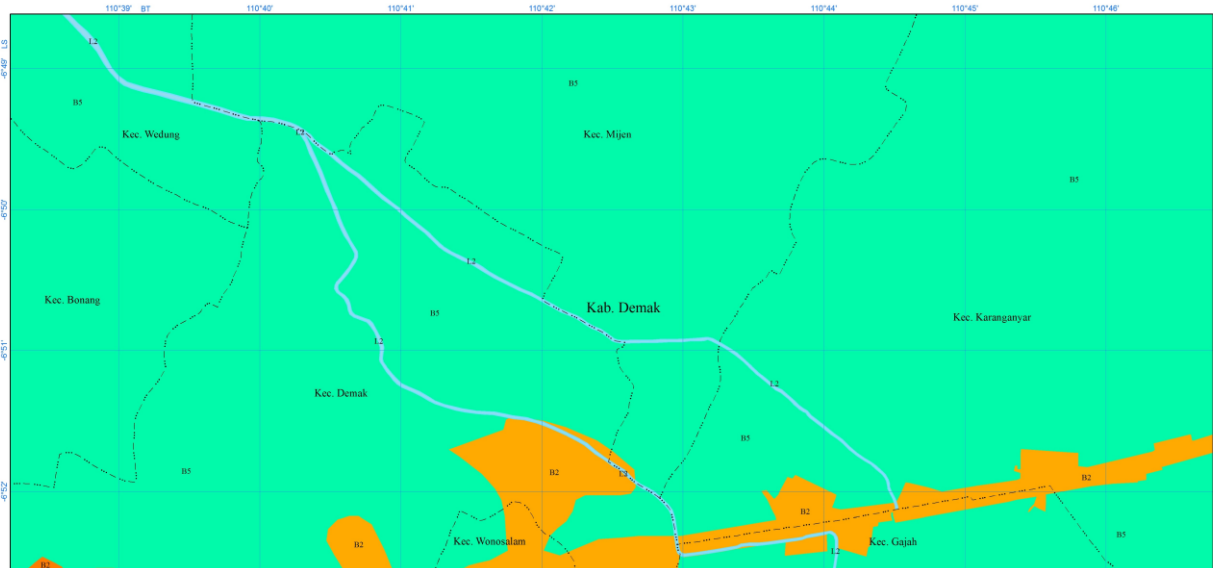 110°39' BT 110°40' 110°41' 110°42' 110°43' 110°44' 110°45' 110°46'
LS
-6°49'
L2
B5
B5
Kec. Wedung
L2
Kec. Mijen
B5
-6°50'
L2
Kec. Bonang
B5
Kab. Demak
Kec. Karanganyar
-6°51'
L2
L2
Kec. Demak
B5
B5
B2
L2
B2
-6°52'
B2
B2
Kec. Wonosalam
Kec. Gajah
B5
L2
B2